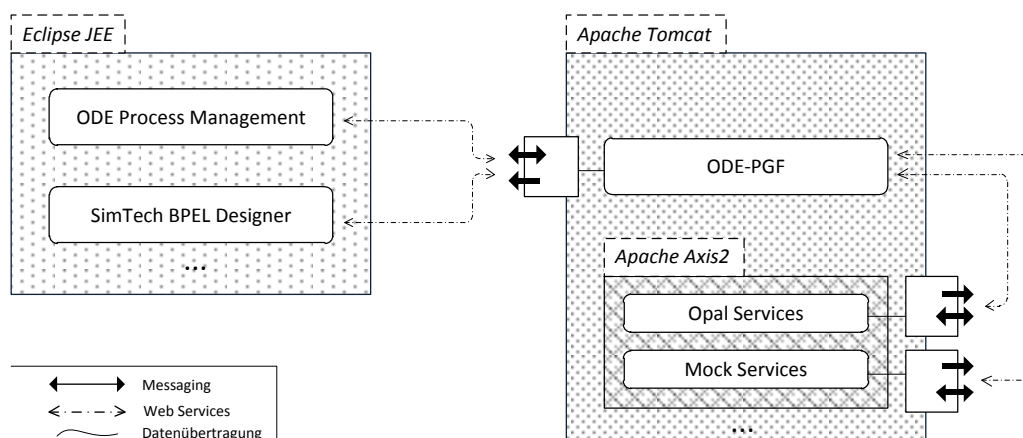 Eclipse JEE
ODE Process Management
SimTech BPEL Designer
...
Apache Tomcat
ODE-PGF
Apache Axis2
Opal Services
Mock Services
...
Messaging
Web Services
Datenübertragung